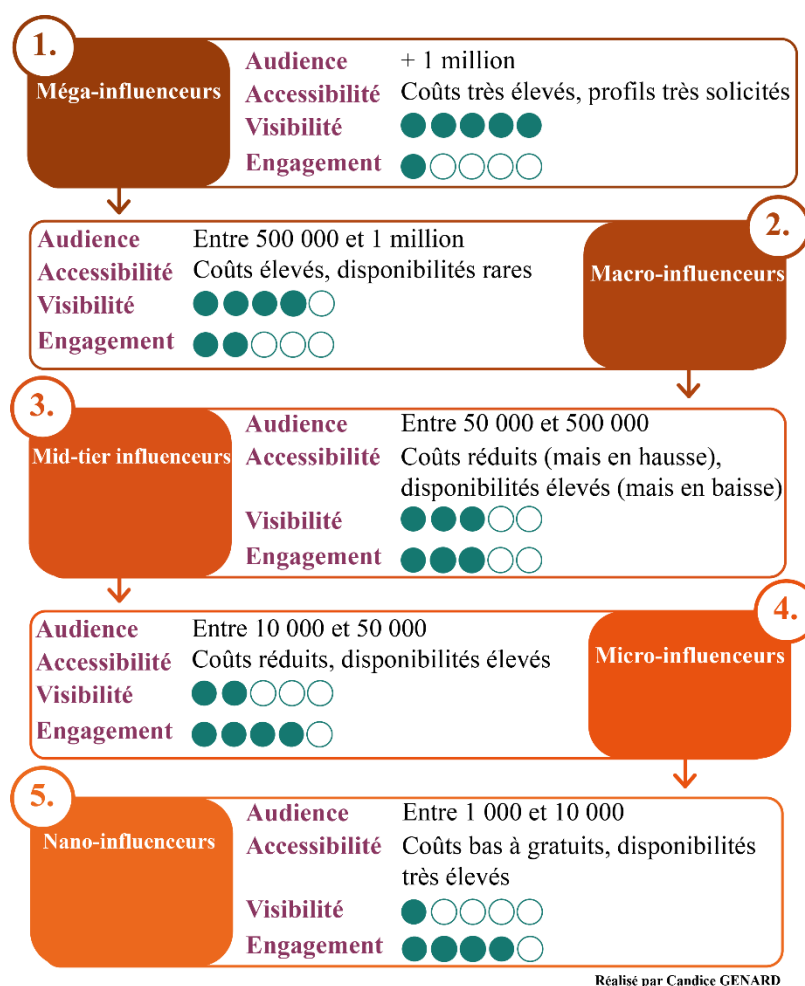 1.
Méga-influenceurs
Audience + 1 million
Accessibilité Coûts très élevés, profils très solicités
Visibilité
Engagement
2.
Macro-influenceurs
Audience Entre 500 000 et 1 million
Accessibilité Coûts élevés, disponibilités rares
Visibilité
Engagement
3.
Mid-tier influenceurs
Audience Entre 50 000 et 500 000
Accessibilité Coûts réduits (mais en hausse),
disponibilités élevés (mais en baisse)
Visibilité
Engagement
4.
Micro-influenceurs
Audience Entre 10 000 et 50 000
Accessibilité Coûts réduits, disponibilités élevés
Visibilité
Engagement
5.
Nano-influenceurs
Audience Entre 1 000 et 10 000
Accessibilité Coûts bas à gratuits, disponibilités
très élevés
Visibilité
Engagement
Réalisé par Candice GENARD